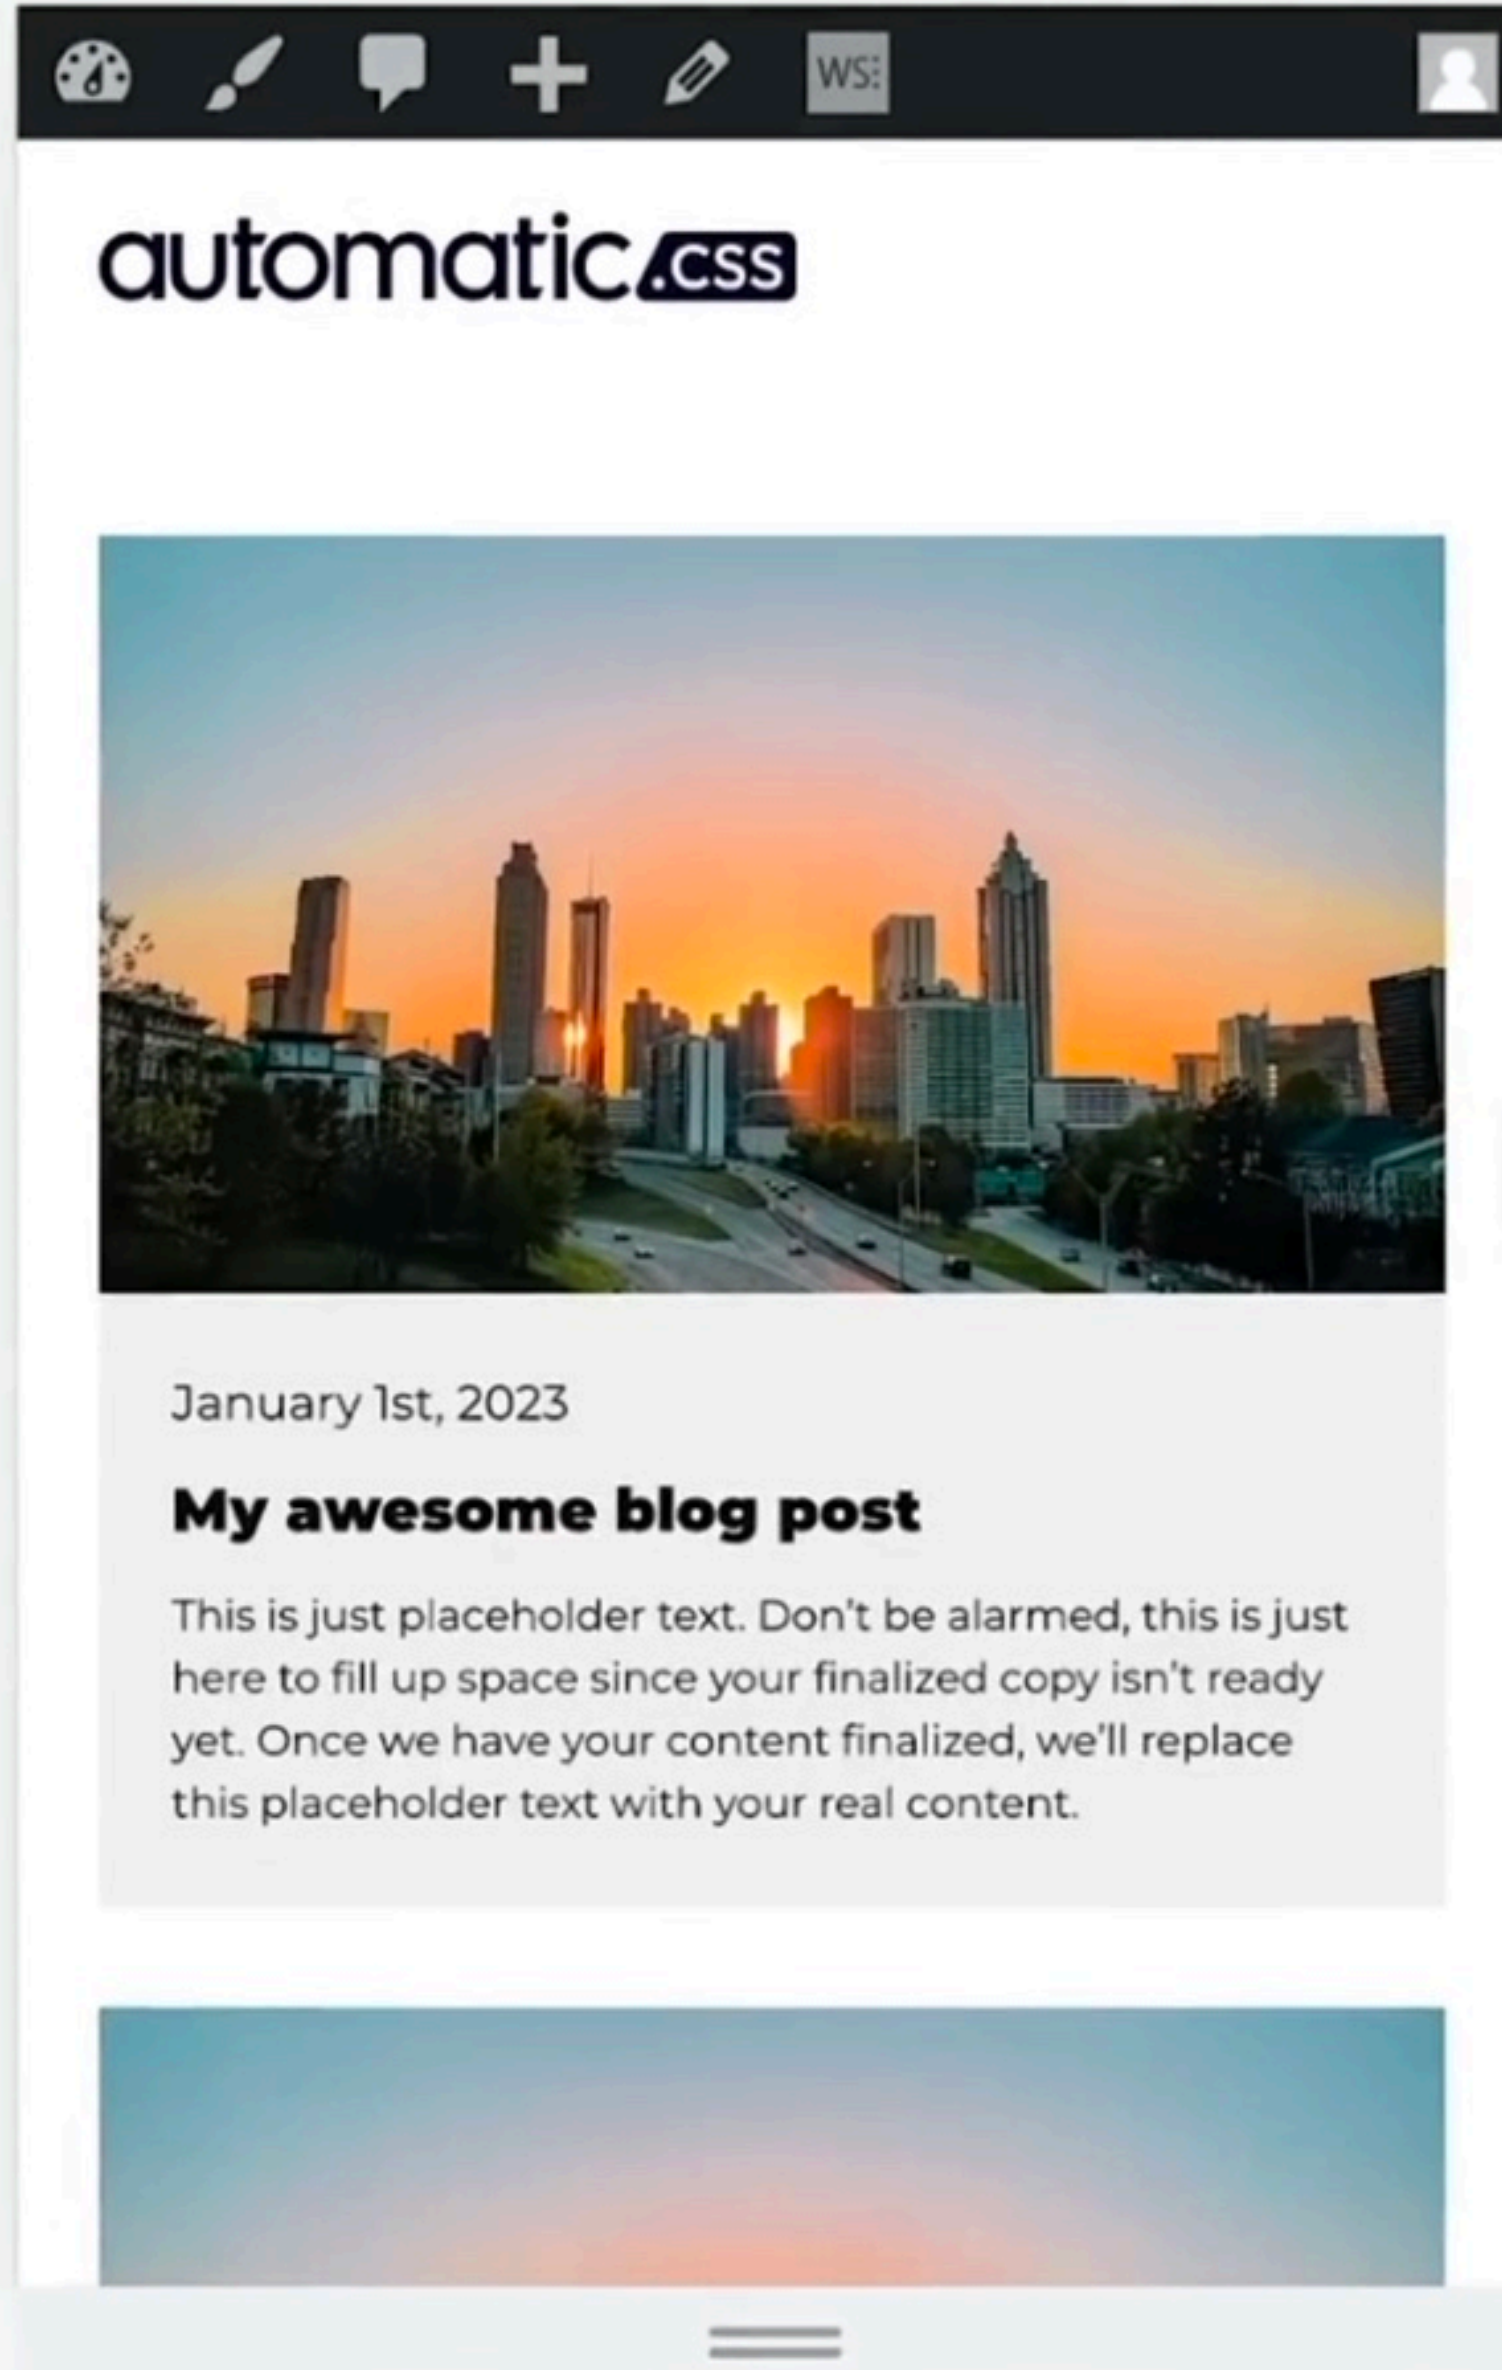 WS:
automatic.css
January 1st, 2023
My awesome blog post
This is just placeholder text. Don't be alarmed, this is just
here to fill up space since your finalized copy isn't ready
yet. Once we have your content finalized, we'll replace
this placeholder text with your real content.